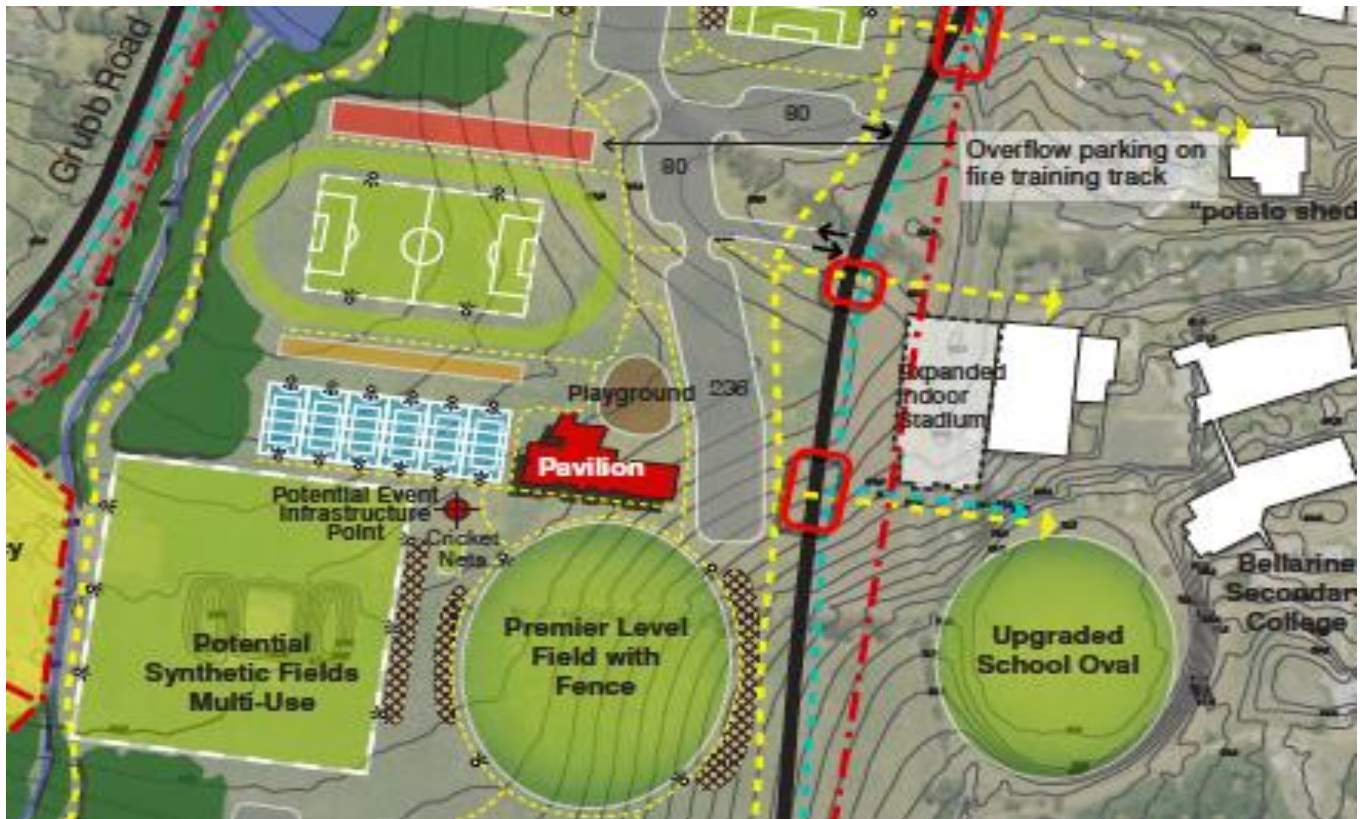 Grubb Road
80
80
Overflow parking on
fire training track
"potato shed
Expanded
Indoor
Stadium
Playground
236
Pavilion
Potential Event
Infrastructure
Point
Cricket
Nets
ey
Potential
Synthetic Fields
Multi-Use
Premier Level
Field with
Fence
Upgraded
School Oval
Bellarine
Secondary
College